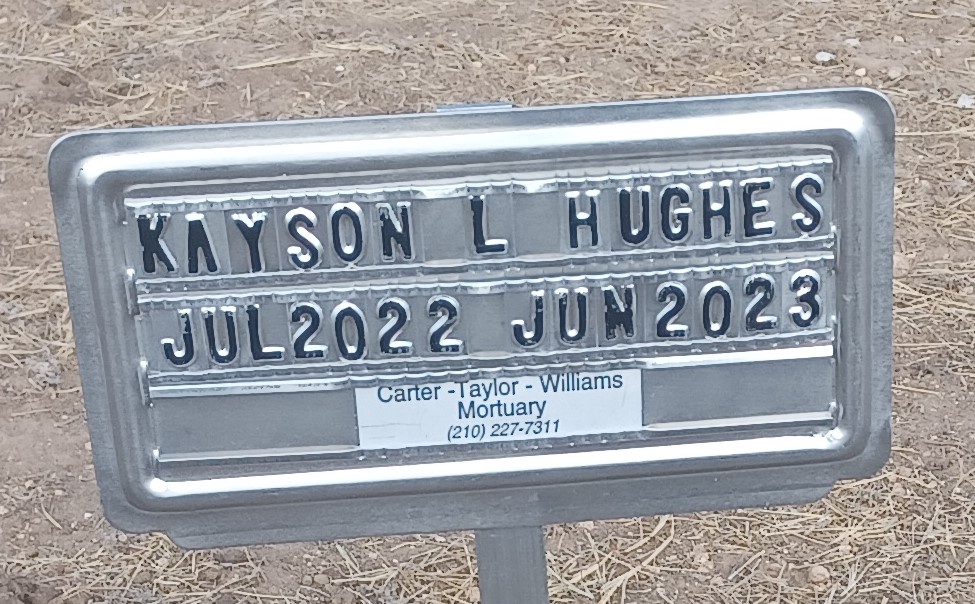 KAYSON L HUGHES
JUL2022 JUN2023
Carter -Taylor - Williams
Mortuary
(210) 227-7311